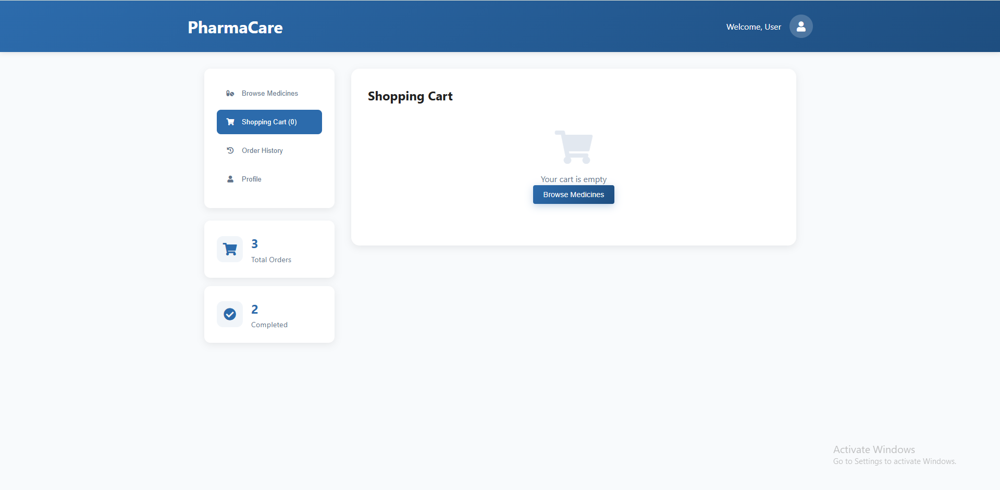 PharmaCare
Welcome, User
Browse Medicines
Shopping Cart (0)
Order History
Profile
3
Total Orders
2
Completed
Shopping Cart
Your cart is empty
Browse Medicines
Activate Windows
Go to Settings to activate Windows.